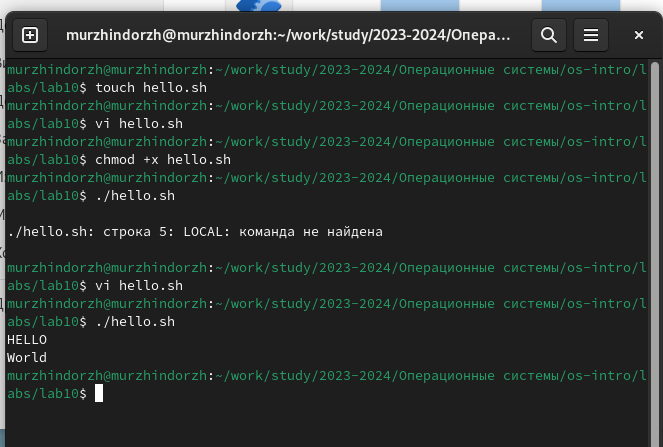 murzhindorzh@murzhindorzh:~/work/study/2023-2024/Опера...
murzhindorzh@murzhindorzh:~/work/study/2023-2024/Операционные системы/os-intro/l
abs/lab10$ touch hello.sh
murzhindorzh@murzhindorzh:~/work/study/2023-2024/Операционные системы/os-intro/l
abs/lab10$ vi hello.sh
murzhindorzh@murzhindorzh:~/work/study/2023-2024/Операционные системы/os-intro/l
abs/lab10$ chmod +x hello.sh
murzhindorzh@murzhindorzh:~/work/study/2023-2024/Операционные системы/os-intro/l
abs/lab10$ ./hello.sh
./hello.sh: строка 5: LOCAL: команда не найдена
murzhindorzh@murzhindorzh:~/work/study/2023-2024/Операционные системы/os-intro/l
abs/lab10$ vi hello.sh
murzhindorzh@murzhindorzh:~/work/study/2023-2024/Операционные системы/os-intro/l
abs/lab10$ ./hello.sh
HELLO
World
murzhindorzh@murzhindorzh:~/work/study/2023-2024/Операционные системы/os-intro/l
abs/lab10$